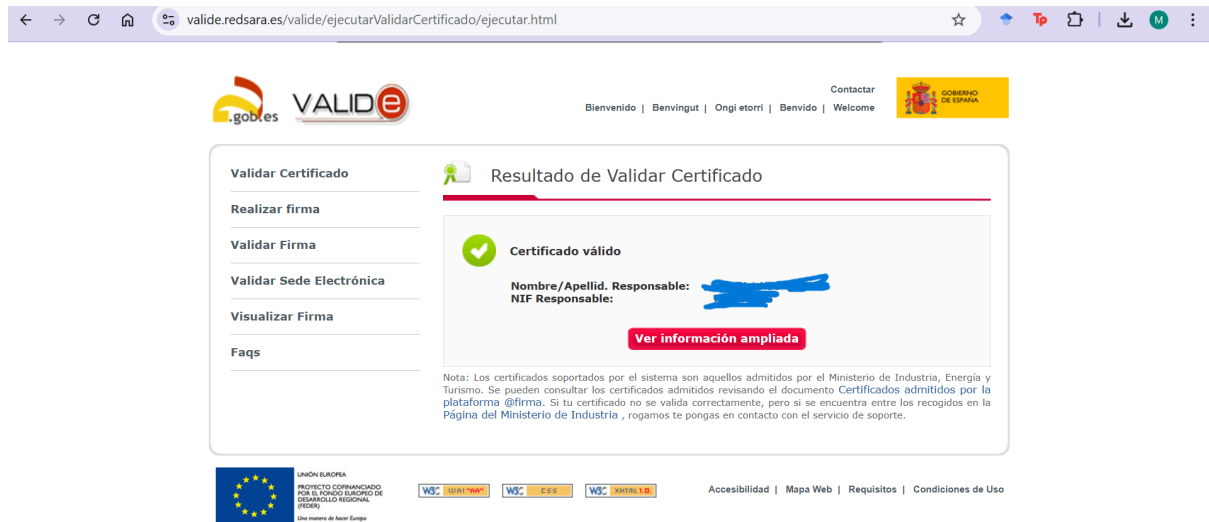 valide.redsara.es/valide/ejecutarValidarCertificado/ejecutar.html
Tp
M
.gob.es
VALIDe
Contactar
Bienvenido | Benvingut | Ongi etorri | Benvido | Welcome
GOBIERNO
DE ESPAÑA
Validar Certificado
Realizar firma
Validar Firma
Validar Sede Electrónica
Visualizar Firma
Faqs
Resultado de Validar Certificado
Certificado válido
Nombre/Apellid. Responsable:
NIF Responsable:
Ver información ampliada
Nota: Los certificados soportados por el sistema son aquellos admitidos por el Ministerio de Industria, Energía y
Turismo. Se pueden consultar los certificados admitidos revisando el documento Certificados admitidos por la
plataforma @firma. Si tu certificado no se valida correctamente, pero si se encuentra entre los recogidos en la
Página del Ministerio de Industria , rogamos te pongas en contacto con el servicio de soporte.
UNIÓN EUROPEA
PROYECTO COFINANCIADO
POR EL FONDO EUROPEO DE
DESARROLLO REGIONAL
(FEDER)
Una manera de hacer Europa
W3C WAI"AA"
W3C CSS
W3C XHTML 1.0.
Accesibilidad | Mapa Web | Requisitos | Condiciones de Uso